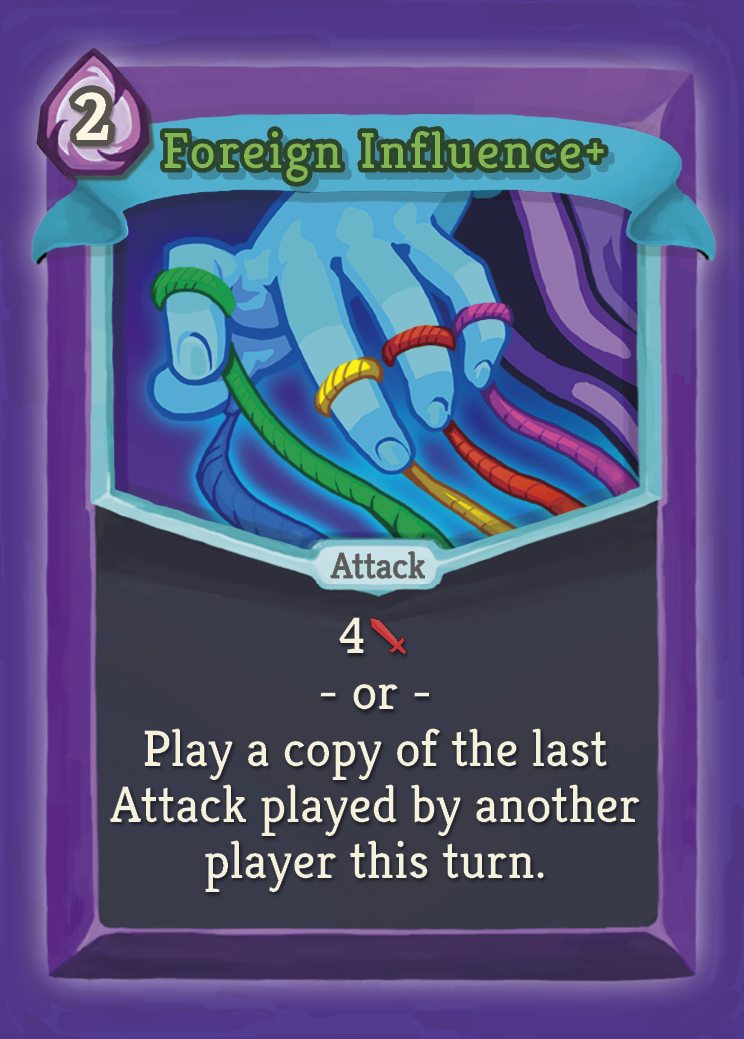 2
Foreign Influence+
Attack
4
- or -
Play a copy of the last
Attack played by another
player this turn.